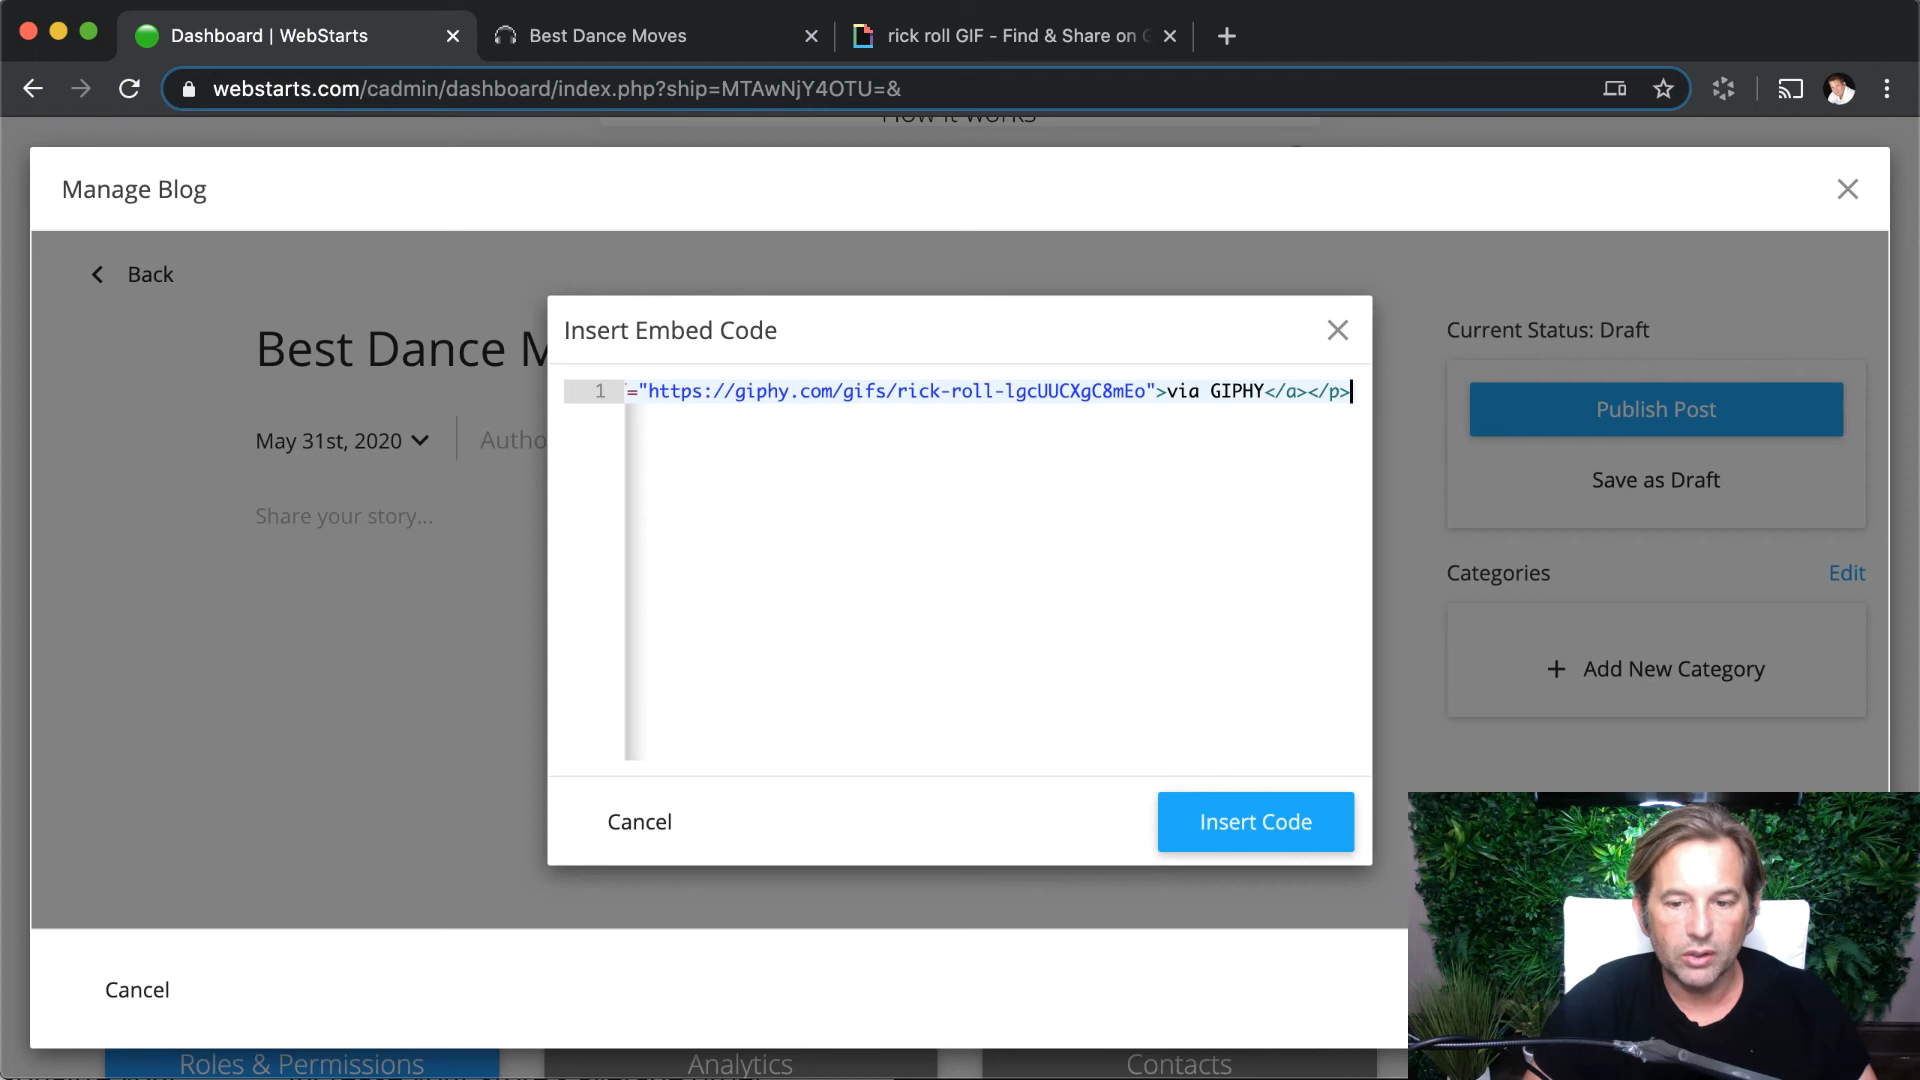 Dashboard | WebStarts
Best Dance Moves
rick roll GIF - Find & Share on G
webstarts.com/cadmin/dashboard/index.php?ship=MTAwNjY4OTU=&
How it Works
Manage Blog
Back
Best Dance M
Insert Embed Code
Current Status: Draft
1 ="https://giphy.com/gifs/rick-roll-lgcUUCXgC8mEo">via GIPHY</a></p>
Publish Post
May 31st, 2020
Autho
Save as Draft
Share your story...
Categories
Edit
+ Add New Category
Cancel
Insert Code
Cancel
Roles & Permissions
Analytics
Contacts